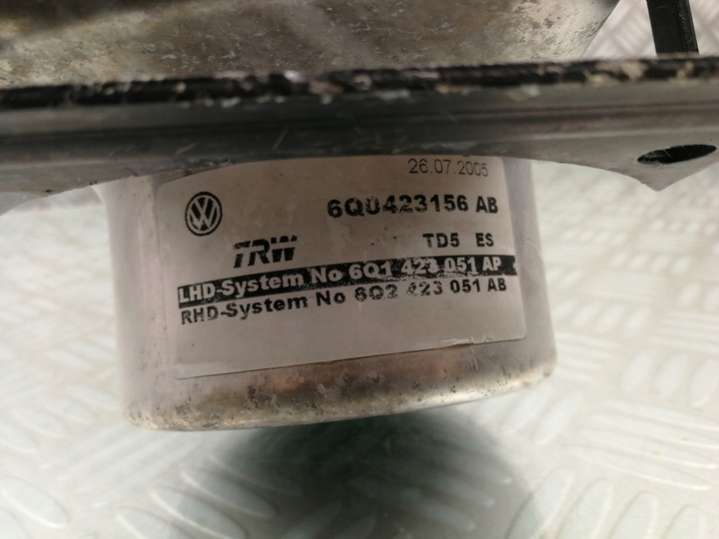 26.07.2005
6Q0423156 AB
TRW
TD5 ES
LHD-System No 6Q1 423 051 AP
RHD-System No 6Q2 423 051 AB